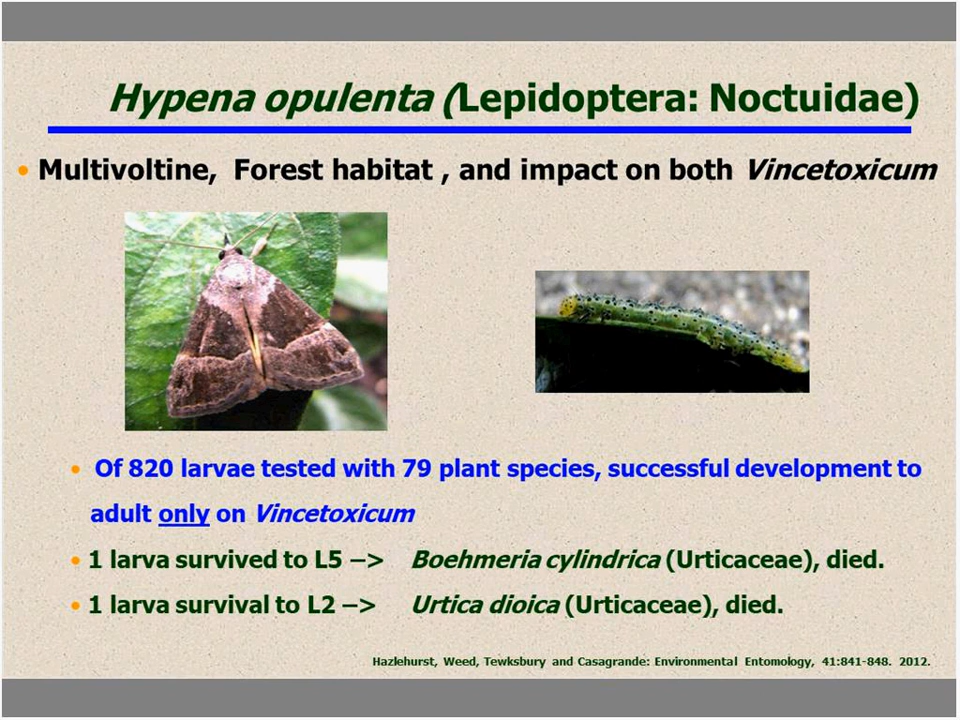 Hypena opulenta (Lepidoptera: Noctuidae)
• Multivoltine, Forest habitat , and impact on both Vincetoxicum
• Of 820 larvae tested with 79 plant species, successful development to
adult only on Vincetoxicum
• 1 larva survived to L5 –> Boehmeria cylindrica (Urticaceae), died.
• 1 larva survival to L2 –> Urtica dioica (Urticaceae), died.
Hazlehurst, Weed, Tewksbury and Casagrande: Environmental Entomology, 41:841-848. 2012.